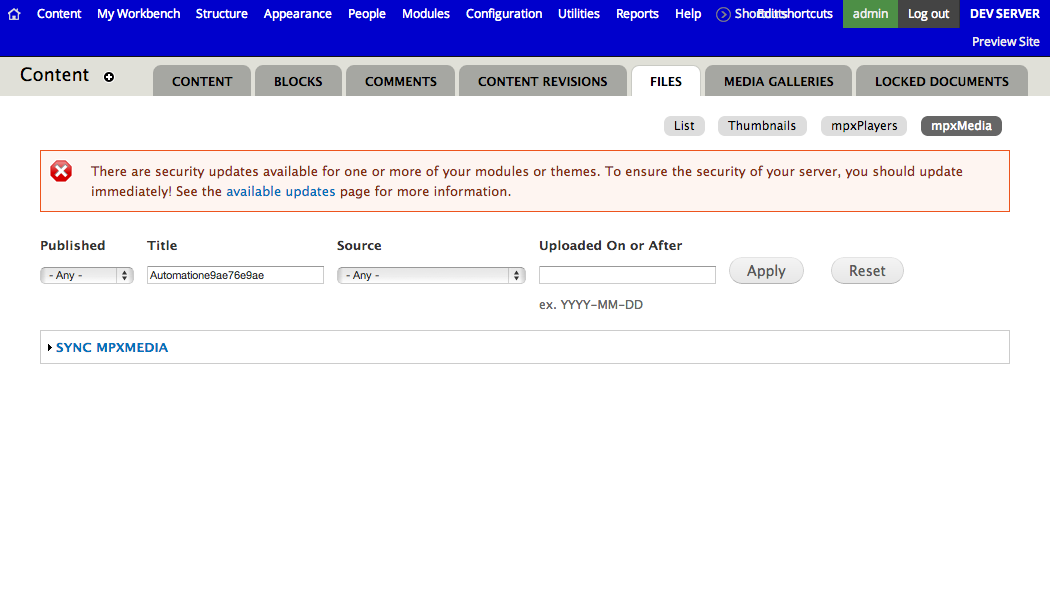 Content My Workbench Structure Appearance People Modules Configuration Utilities Reports Help Edit shortcuts admin Log out DEV SERVER
Preview Site
Content
CONTENT BLOCKS COMMENTS CONTENT REVISIONS FILES MEDIA GALLERIES LOCKED DOCUMENTS
List Thumbnails mpxPlayers mpxMedia
There are security updates available for one or more of your modules or themes. To ensure the security of your server, you should update
immediately! See the available updates page for more information.
Published Title Source Uploaded On or After
- Any - Automatione9ae76e9ae - Any - Apply Reset
ex. YYYY-MM-DD
SYNC MPXMEDIA